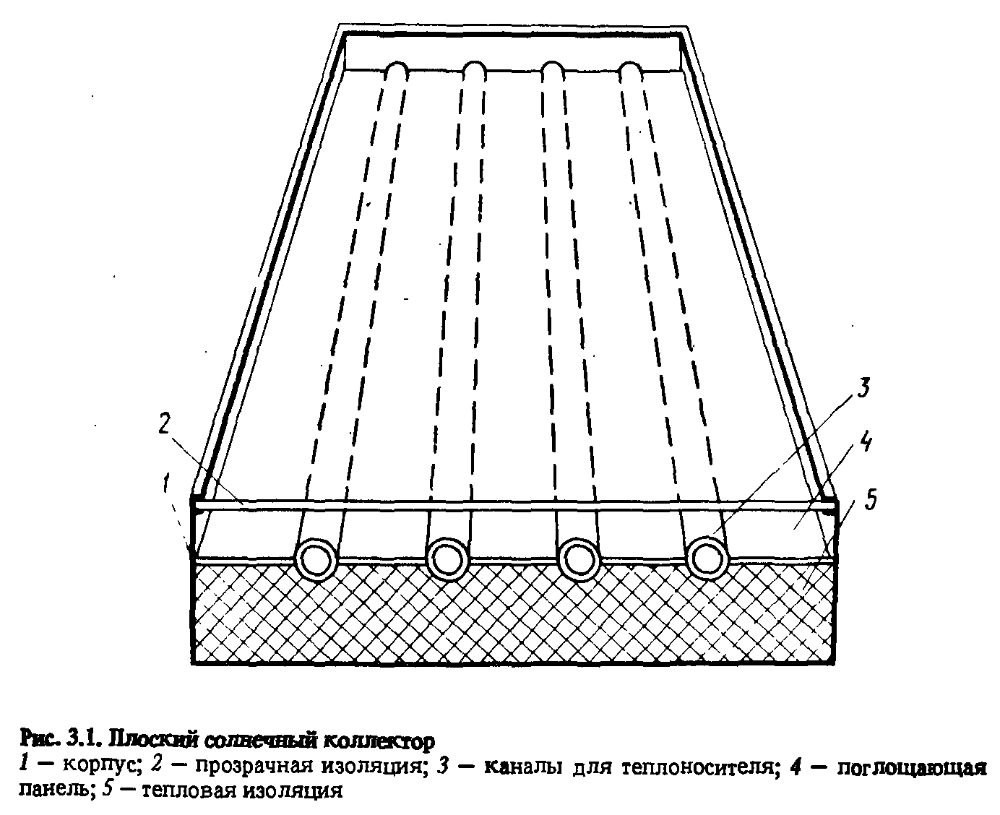 3
2
4
1
5
Рис. 3.1. Плоский солнечный коллектор
1 — корпус; 2 — прозрачная изоляция; 3 — каналы для теплоносителя; 4 — поглощающая
панель; 5 — тепловая изоляция